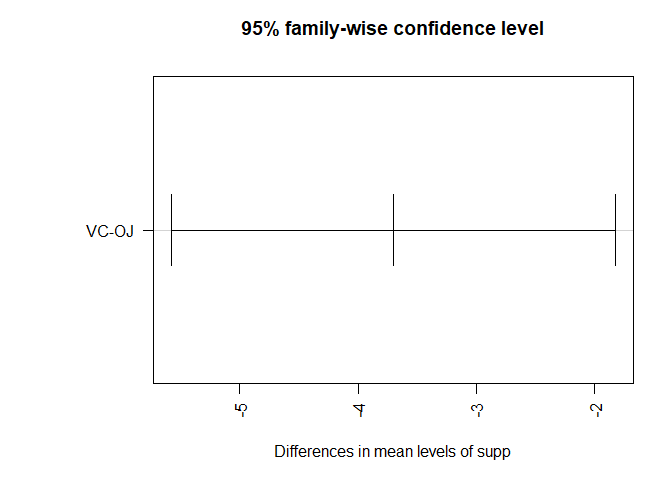 95% family-wise confidence level
VC-OJ
-5
-4
-3
-2
Differences in mean levels of supp